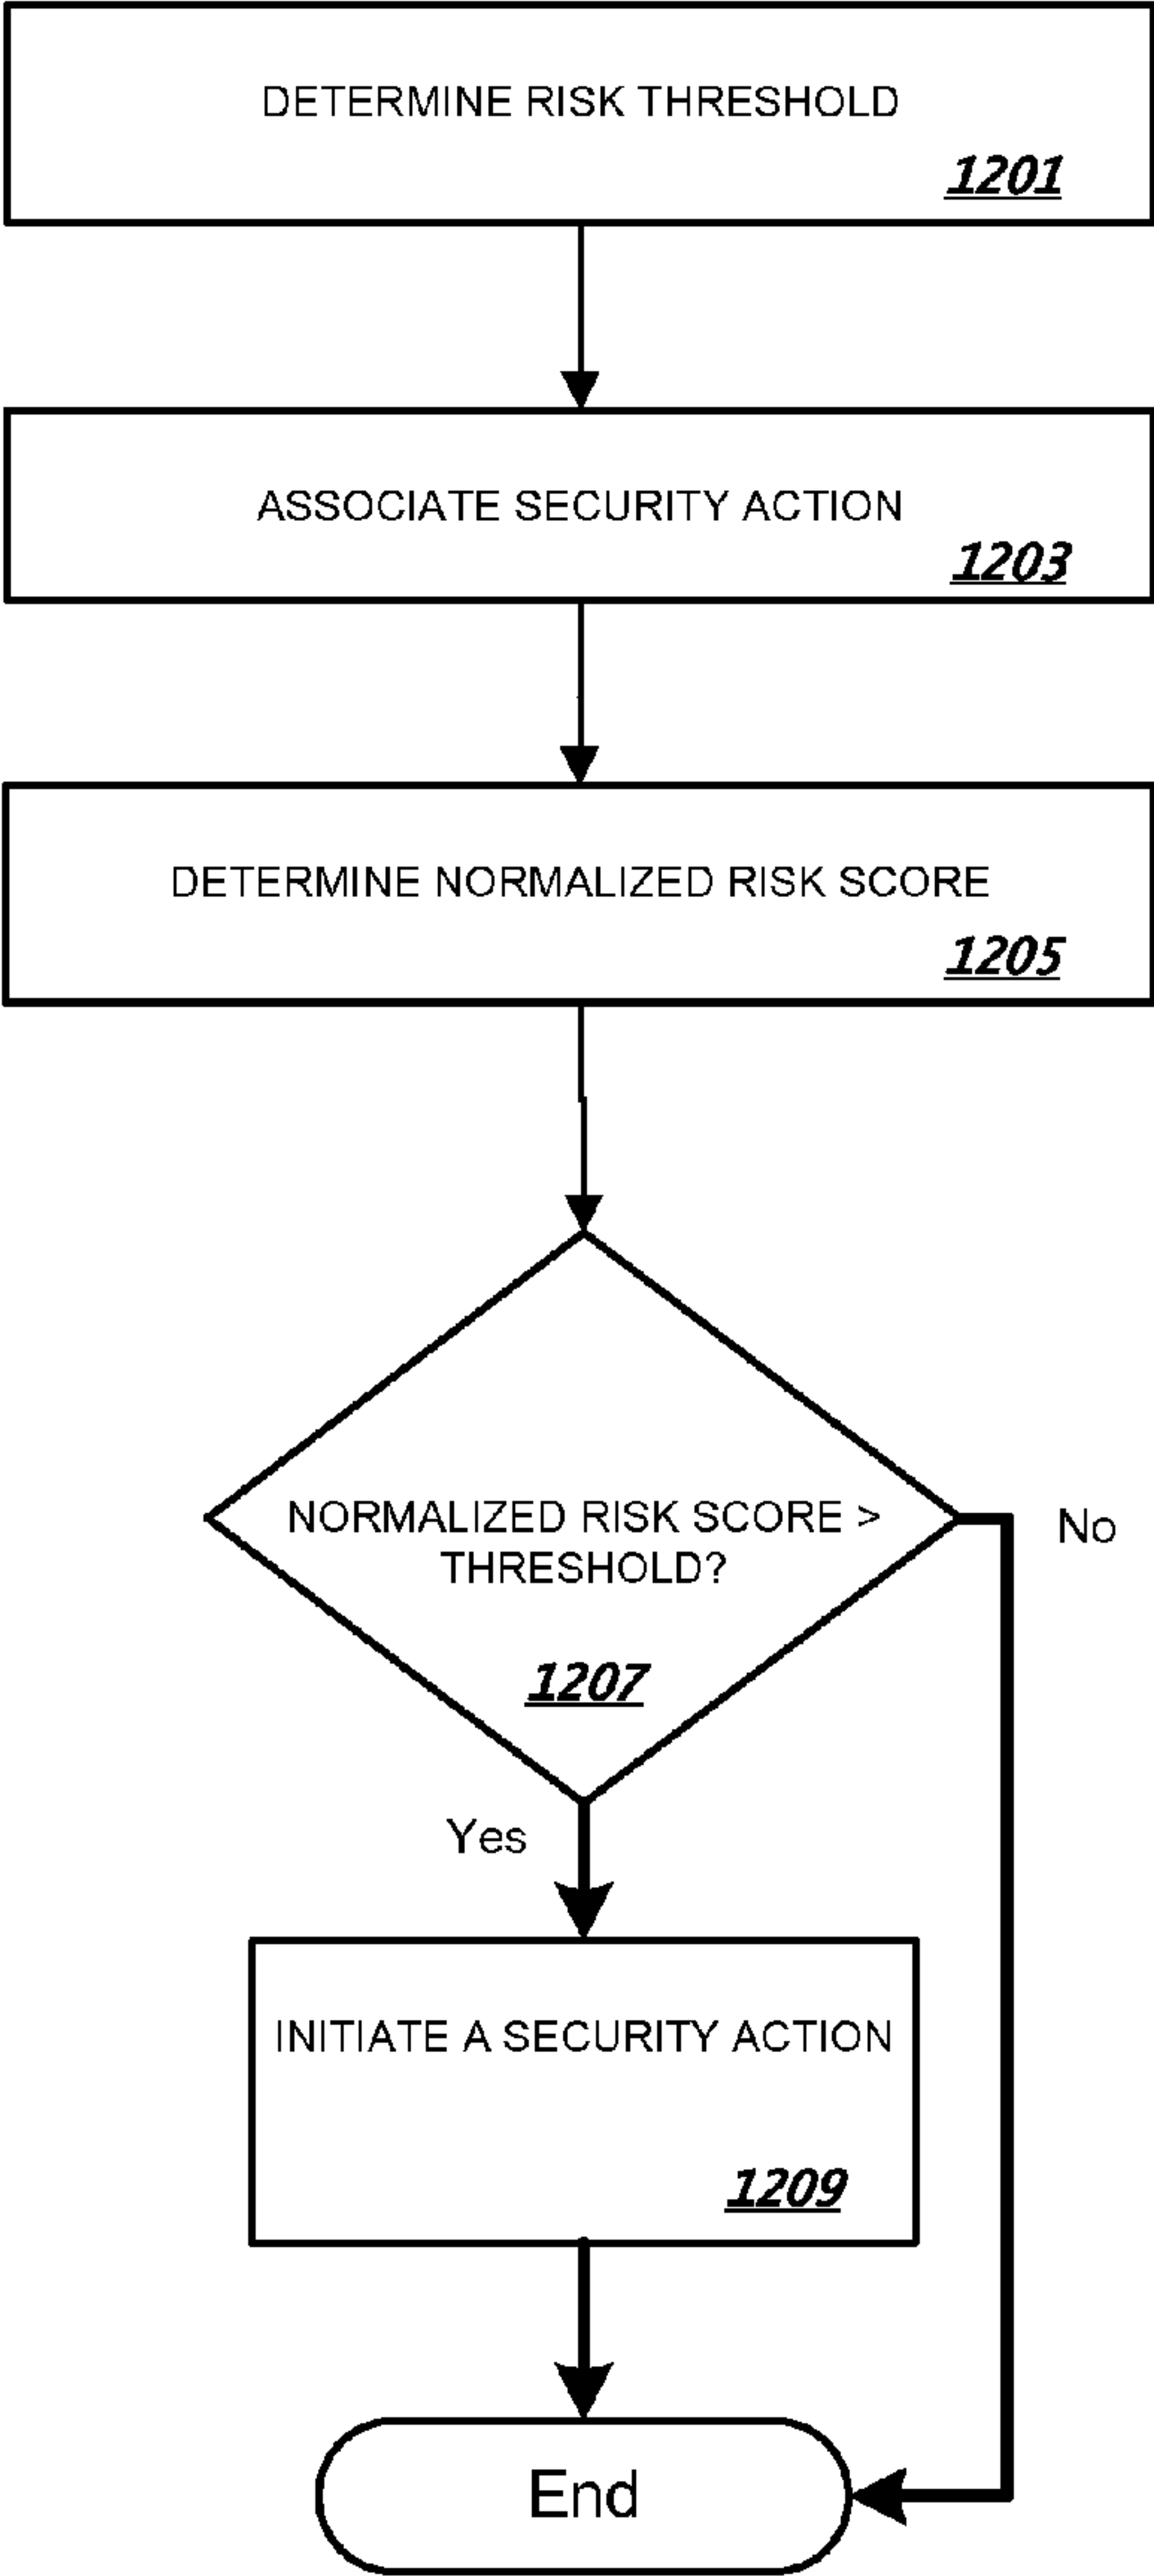 DETERMINE RISK THRESHOLD
1201
ASSOCIATE SECURITY ACTION
1203
DETERMINE NORMALIZED RISK SCORE
1205
NORMALIZED RISK SCORE >
THRESHOLD?
No
1207
Yes
INITIATE A SECURITY ACTION
1209
End